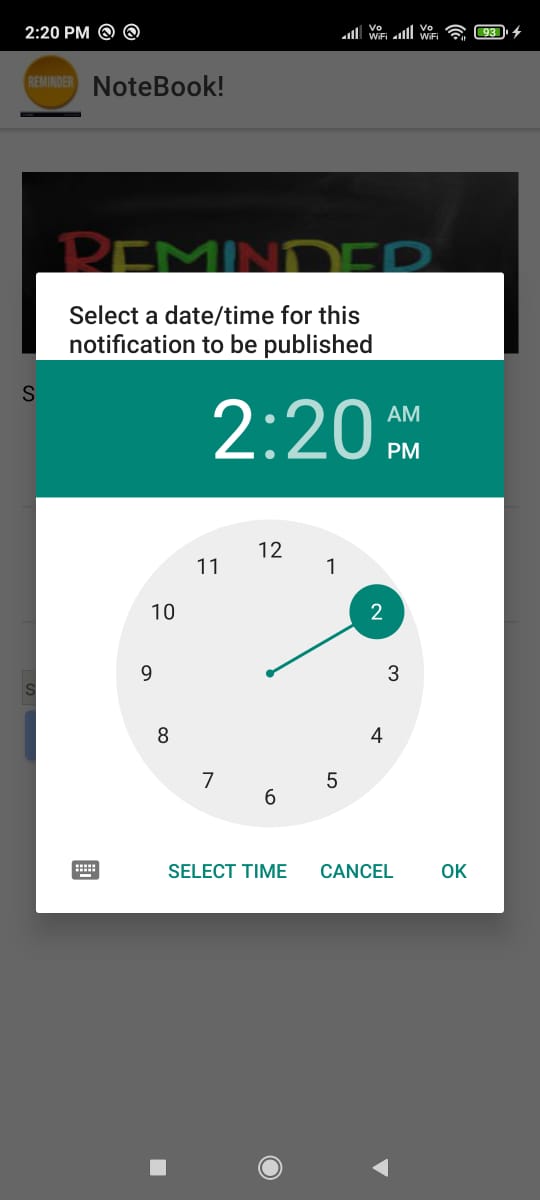 2:20 PM
Vo WiFi
Vo WiFi
93
REMINDER
NoteBook!
REMINDER
Select a date/time for this
notification to be published
S
2:20
AM
PM
12
11
1
10
2
9
3
8
4
7
5
6
S
SELECT TIME
CANCEL
OK